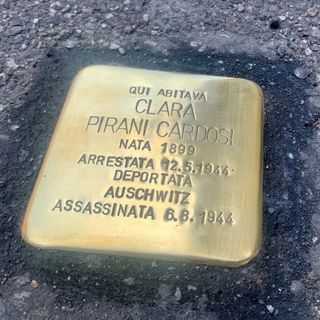 QUI ABITAVA
CLARA
PIRANI CARDOSI
NATA 1899
ARRESTATA 12.5.1944
DEPORTATA
AUSCHWITZ
ASSASSINATA 6.8.1944